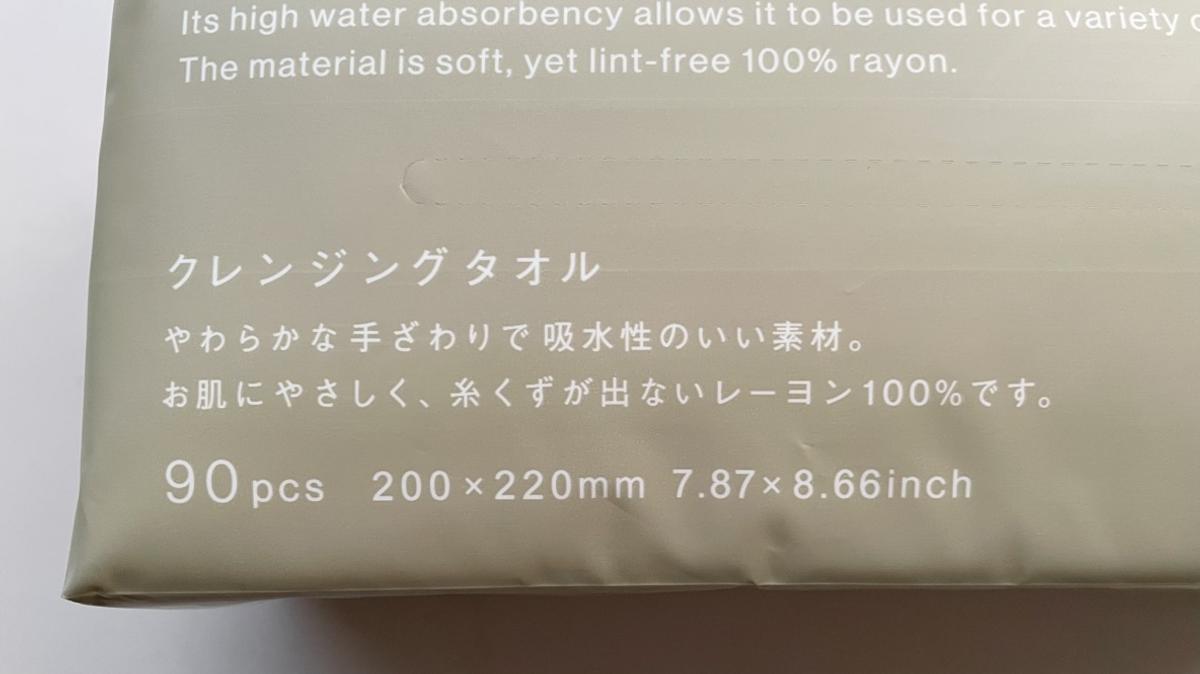 Its high water absorbency allows it to be used for a variety
The material is soft, yet lint-free 100% rayon.
クレンジングタオル
やわらかな手ざわりで 吸水性のいい素材。
お肌にやさしく、糸くずが出ないレーヨン100%です。
90pcs 200×220mm 7.87×8.66inch